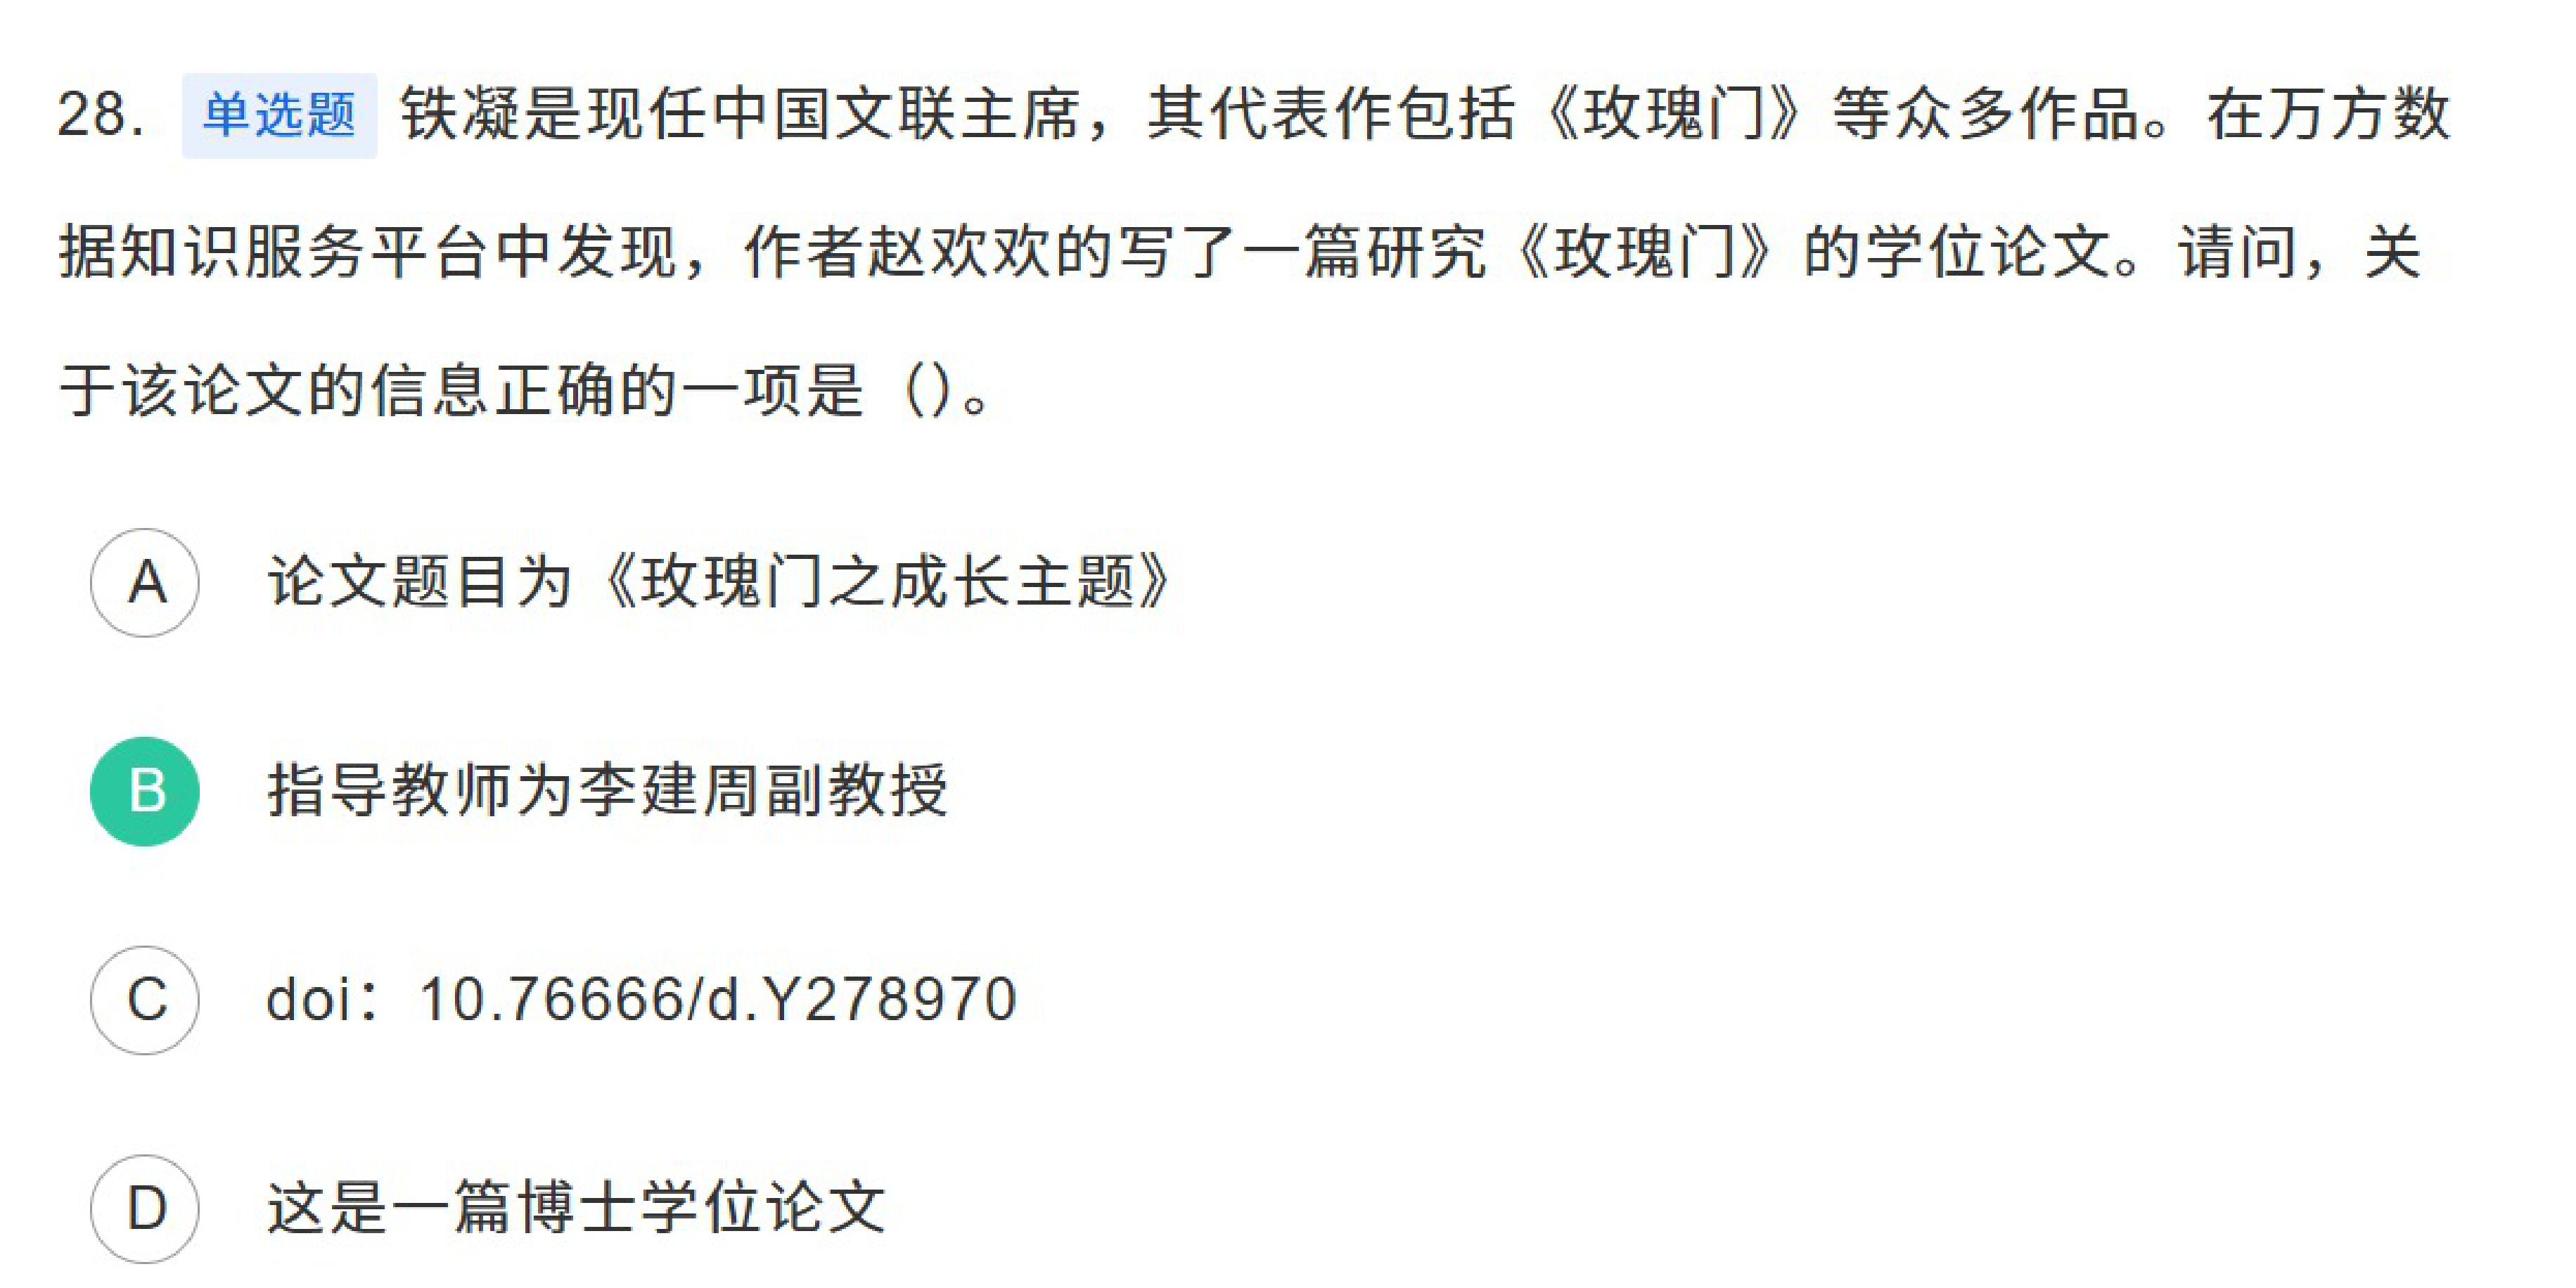 28. 单选题 铁凝是现任中国文联主席，其代表作包括《玫瑰门》等众多作品。在万方数
据知识服务平台中发现，作者赵欢欢的写了一篇研究《玫瑰门》的学位论文。请问，关
于该论文的信息正确的一项是（）。
A 论文题目为《玫瑰门之成长主题》
B 指导教师为李建周副教授
C doi：10.76666/d.Y278970
D 这是一篇博士学位论文